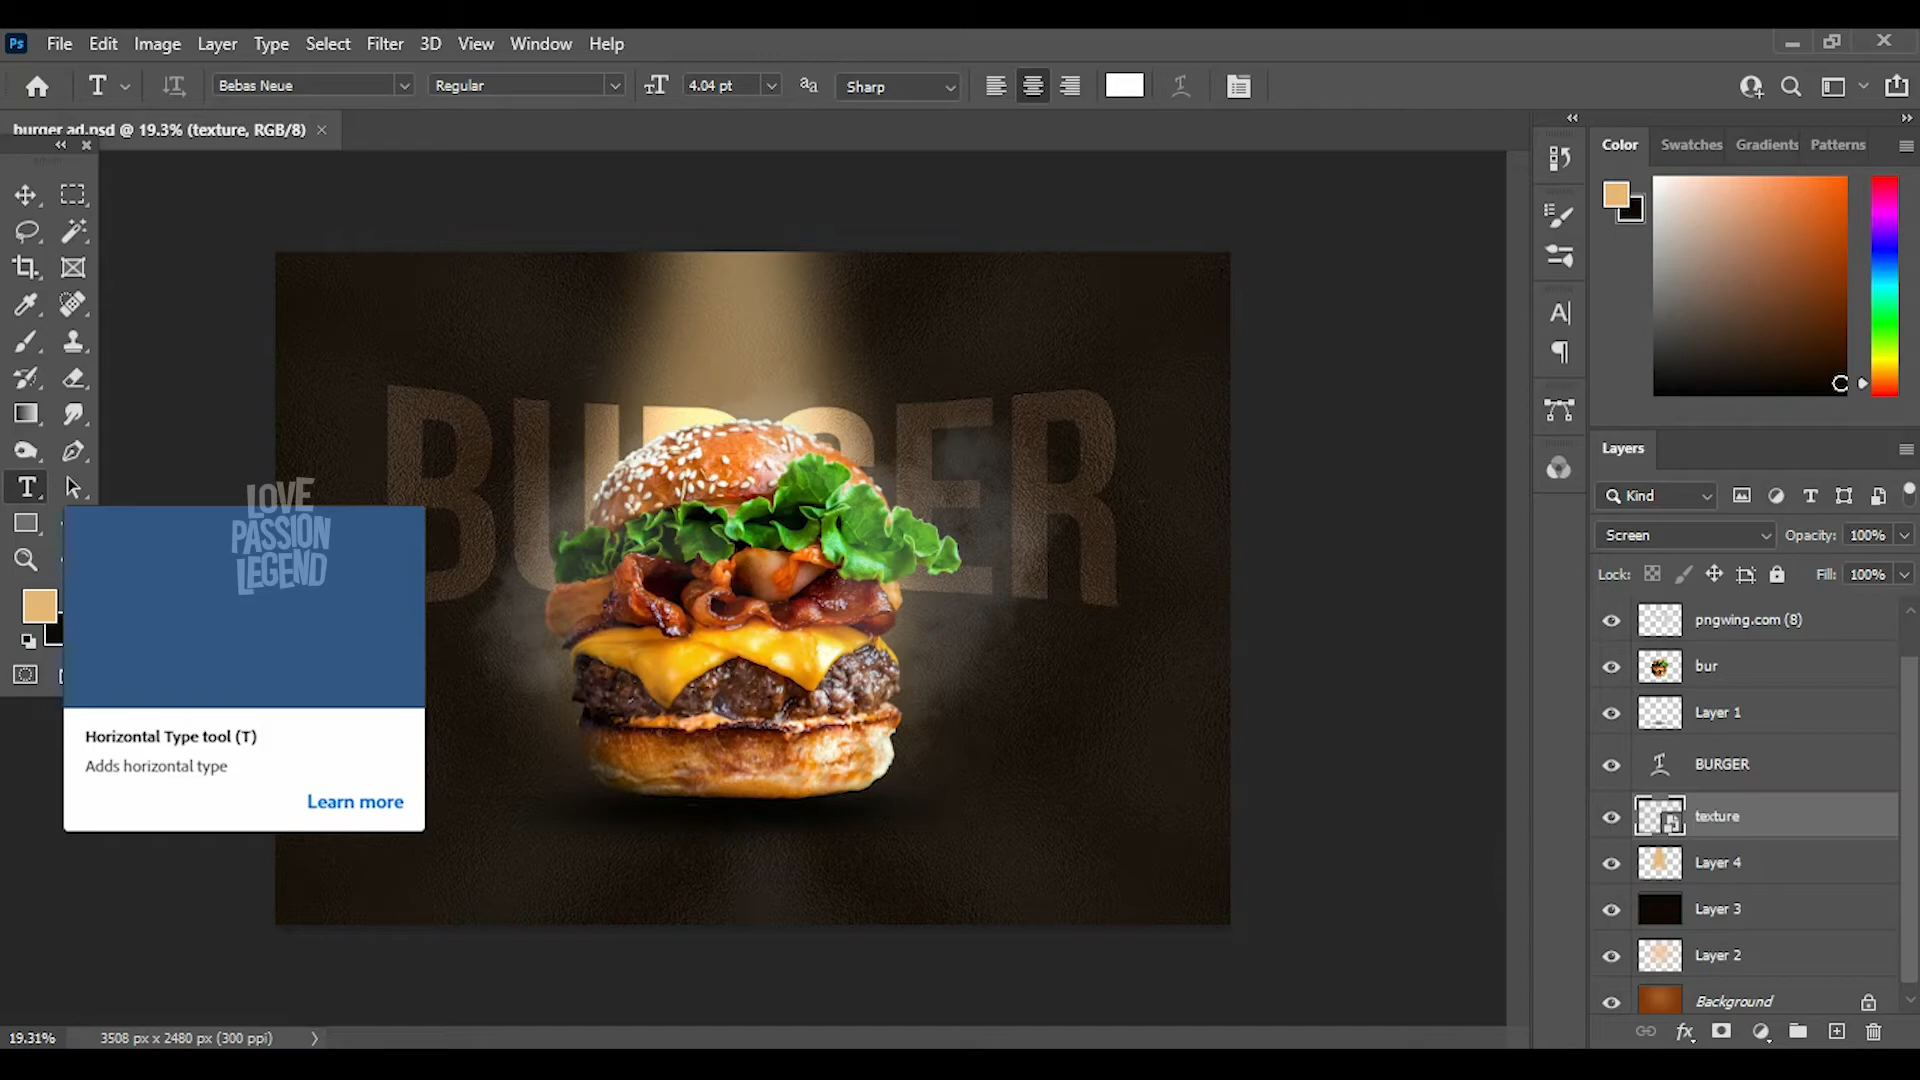 Ps File Edit Image Layer Type Select Filter 3D View Window Help
T Bebas Neue Regular 4.04 pt Sharp
burger ad.psd @ 19.3% (texture, RGB/8)
Color Swatches Gradients Patterns
BURGER
LOVE
PASSION
LEGEND
Horizontal Type tool (T)
Adds horizontal type
Learn more
Layers
Kind
Screen Opacity: 100%
Lock: Fill: 100%
pngwing.com (8)
bur
Layer 1
BURGER
texture
Layer 4
Layer 3
Layer 2
Background
fx
19.31% 3508 px x 2480 px (300 ppi)